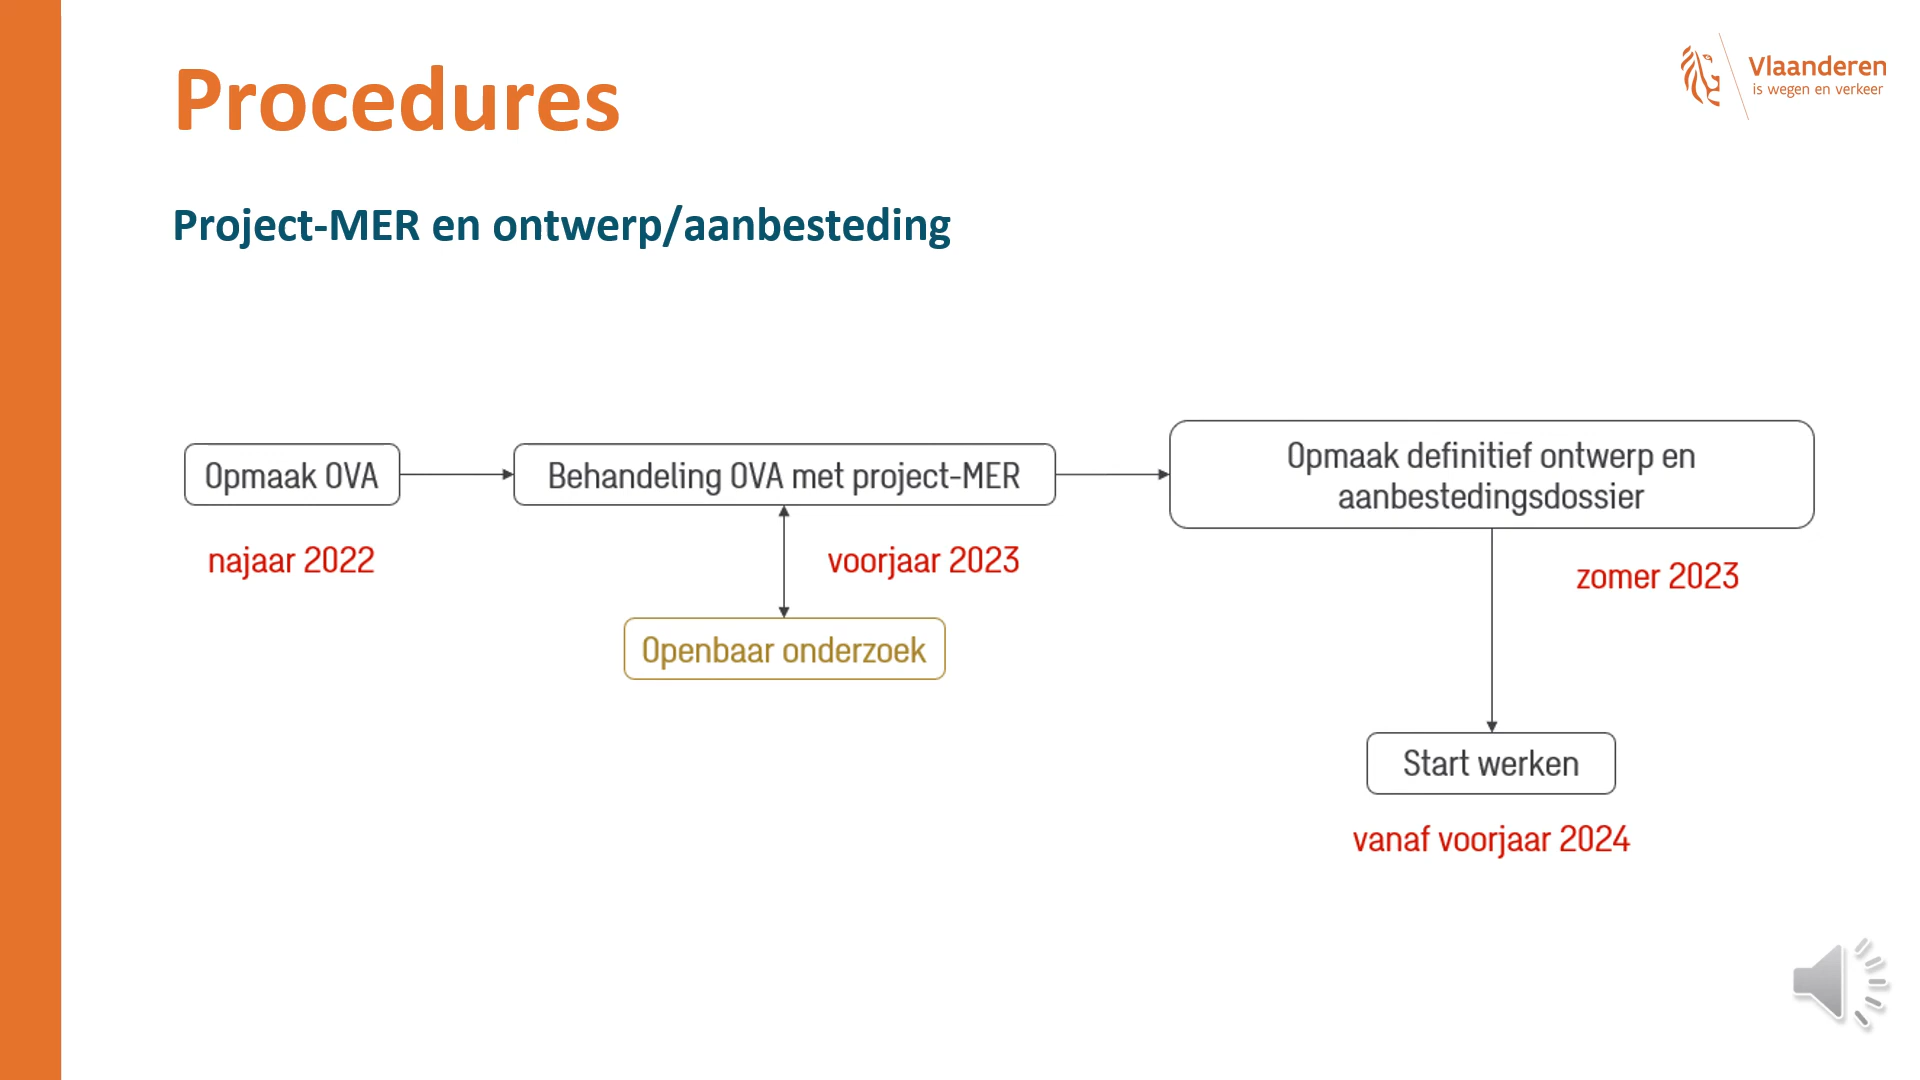 Procedures
Vlaanderen
is wegen en verkeer
Project-MER en ontwerp/aanbesteding
Opmaak OVA
Behandeling OVA met project-MER
Opmaak definitief ontwerp en
aanbestedingsdossier
najaar 2022
voorjaar 2023
zomer 2023
Openbaar onderzoek
Start werken
vanaf voorjaar 2024